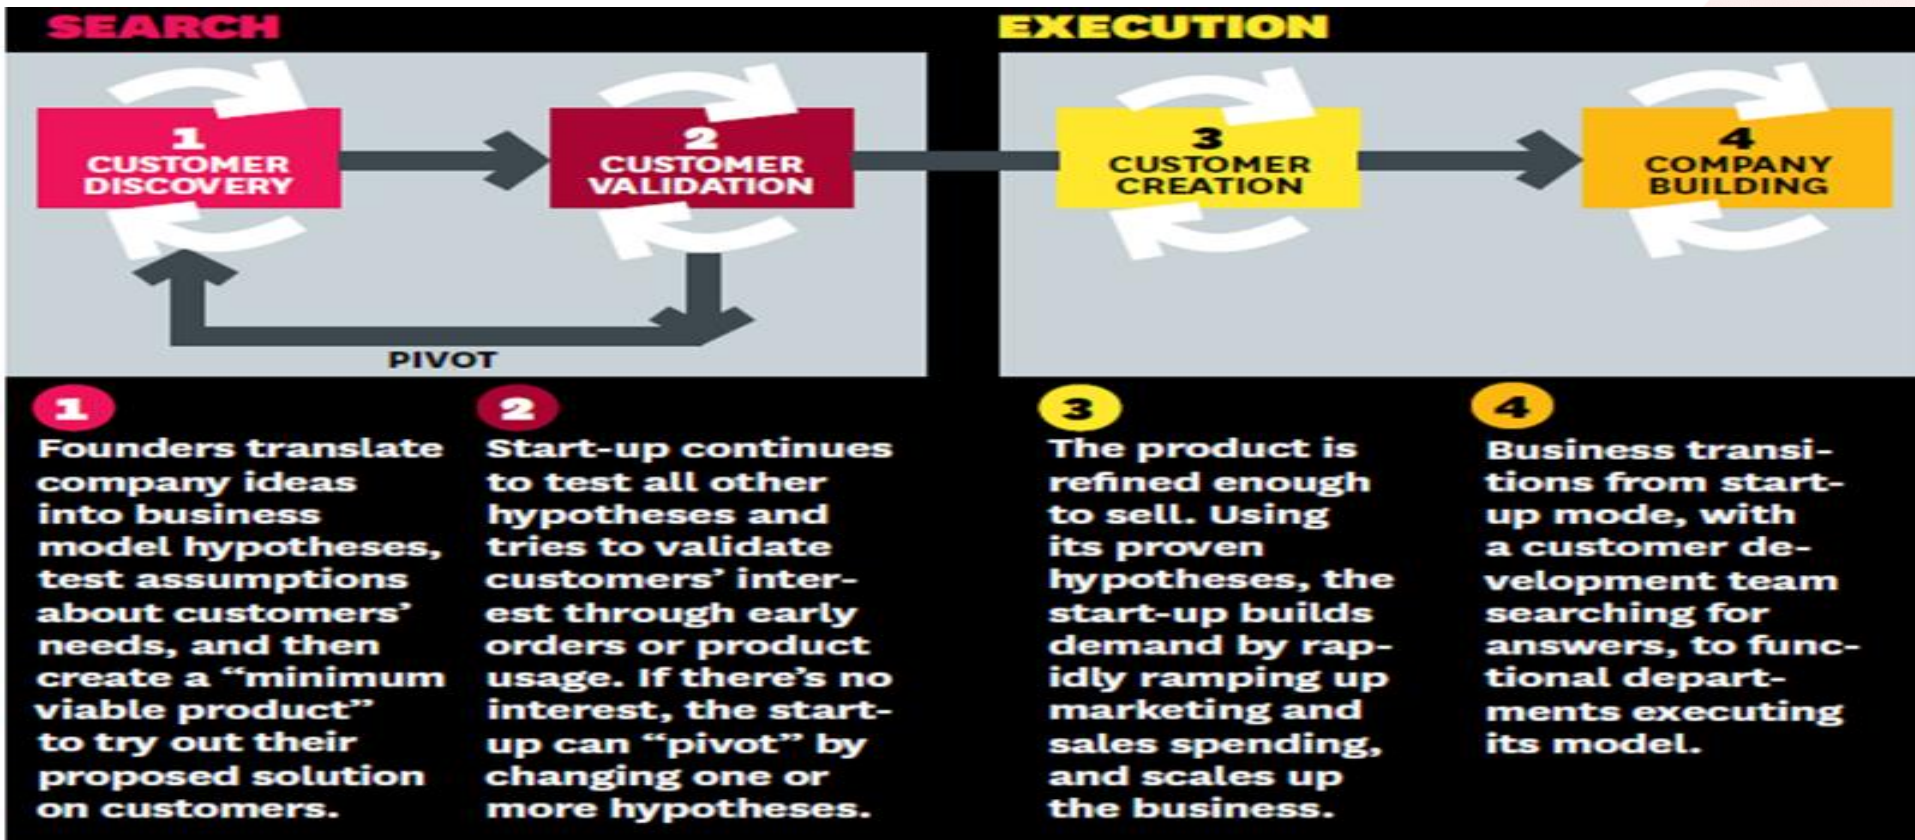 SEARCH
EXECUTION
1
CUSTOMER
DISCOVERY
2
CUSTOMER
VALIDATION
3
CUSTOMER
CREATION
4
COMPANY
BUILDING
PIVOT
1
Founders translate
company ideas
into business
model hypotheses,
test assumptions
about customers’
needs, and then
create a “minimum
viable product”
to try out their
proposed solution
on customers.
2
Start-up continues
to test all other
hypotheses and
tries to validate
customers’ inter-
est through early
orders or product
usage. If there’s no
interest, the start-
up can “pivot” by
changing one or
more hypotheses.
3
The product is
refined enough
to sell. Using
its proven
hypotheses, the
start-up builds
demand by rap-
idly ramping up
marketing and
sales spending,
and scales up
the business.
4
Business transi-
tions from start-
up mode, with
a customer de-
velopment team
searching for
answers, to func-
tional depart-
ments executing
its model.